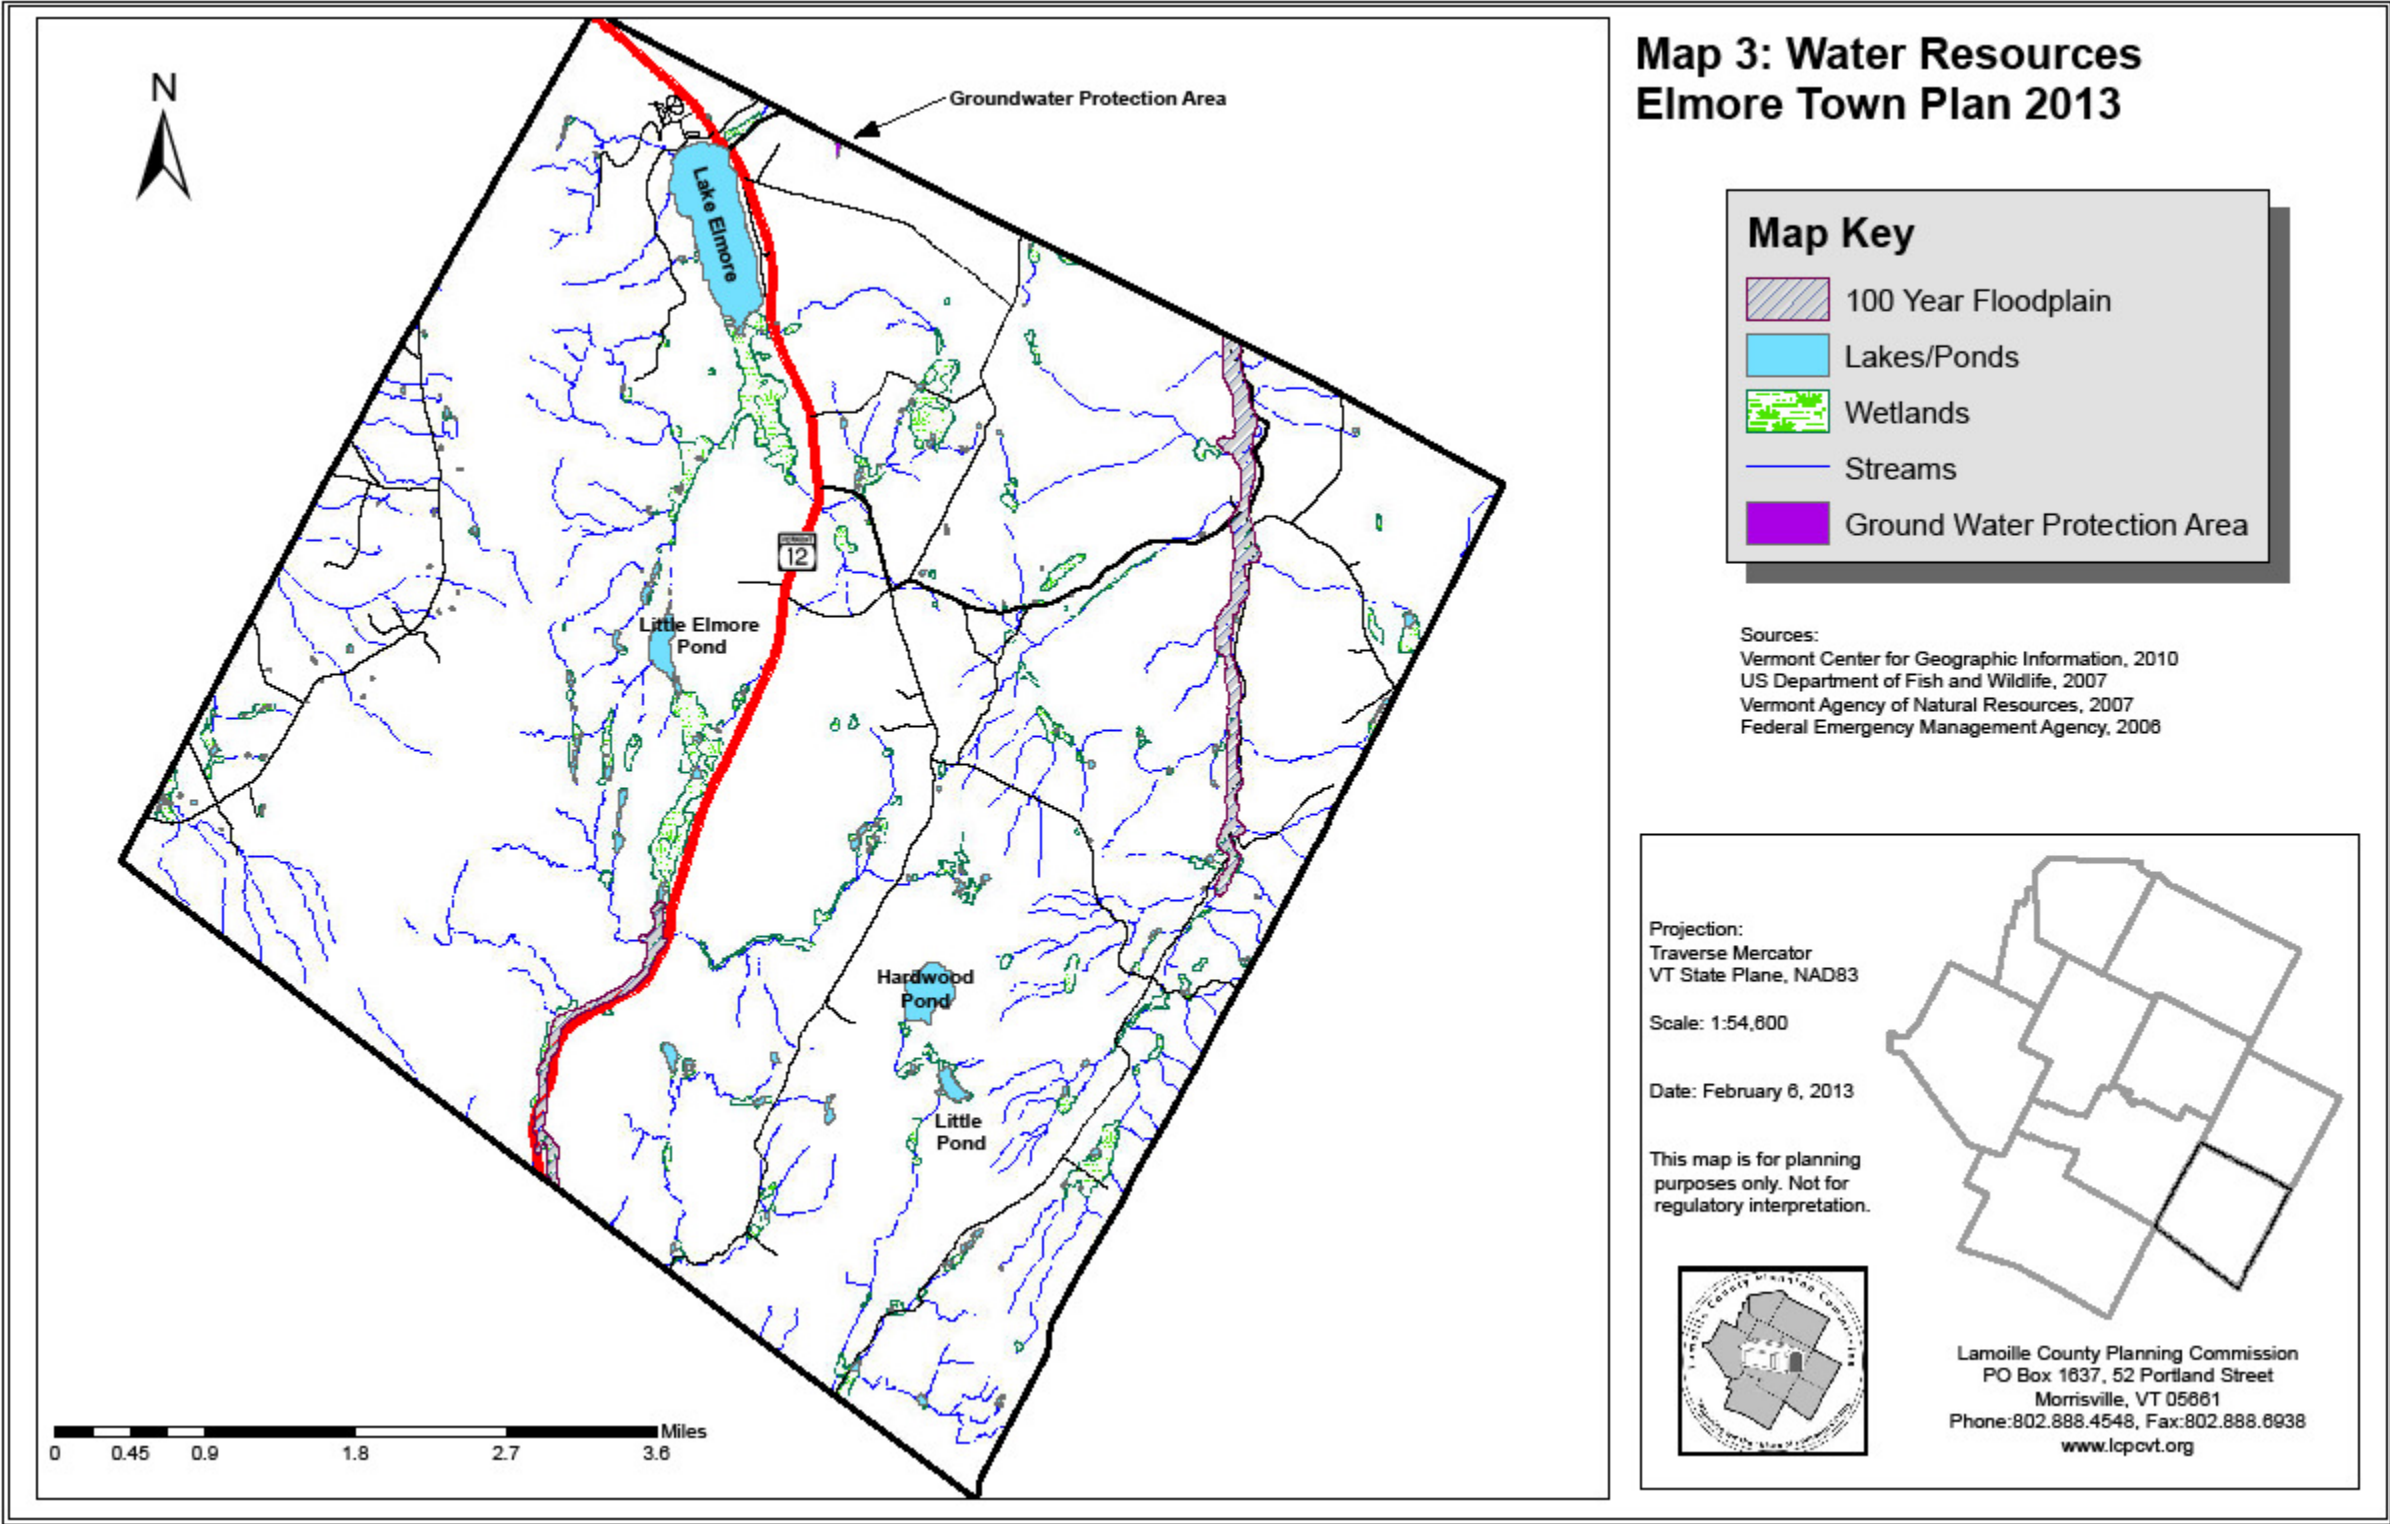 Map 3: Water Resources
Elmore Town Plan 2013
N
Groundwater Protection Area
Lake Elmore
VERMONT
12
Little Elmore
Pond
Hardwood
Pond
Little
Pond
Miles
0 0.45 0.9 1.8 2.7 3.6
Map Key
100 Year Floodplain
Lakes/Ponds
Wetlands
Streams
Ground Water Protection Area
Sources:
Vermont Center for Geographic Information, 2010
US Department of Fish and Wildlife, 2007
Vermont Agency of Natural Resources, 2007
Federal Emergency Management Agency, 2006
Projection:
Traverse Mercator
VT State Plane, NAD83
Scale: 1:54,600
Date: February 6, 2013
This map is for planning
purposes only. Not for
regulatory interpretation.
Lamoille County Planning Commission
Lamoille County Planning Commission
PO Box 1637, 52 Portland Street
Morrisville, VT 05661
Phone:802.888.4548, Fax:802.888.6938
www.lcpcvt.org